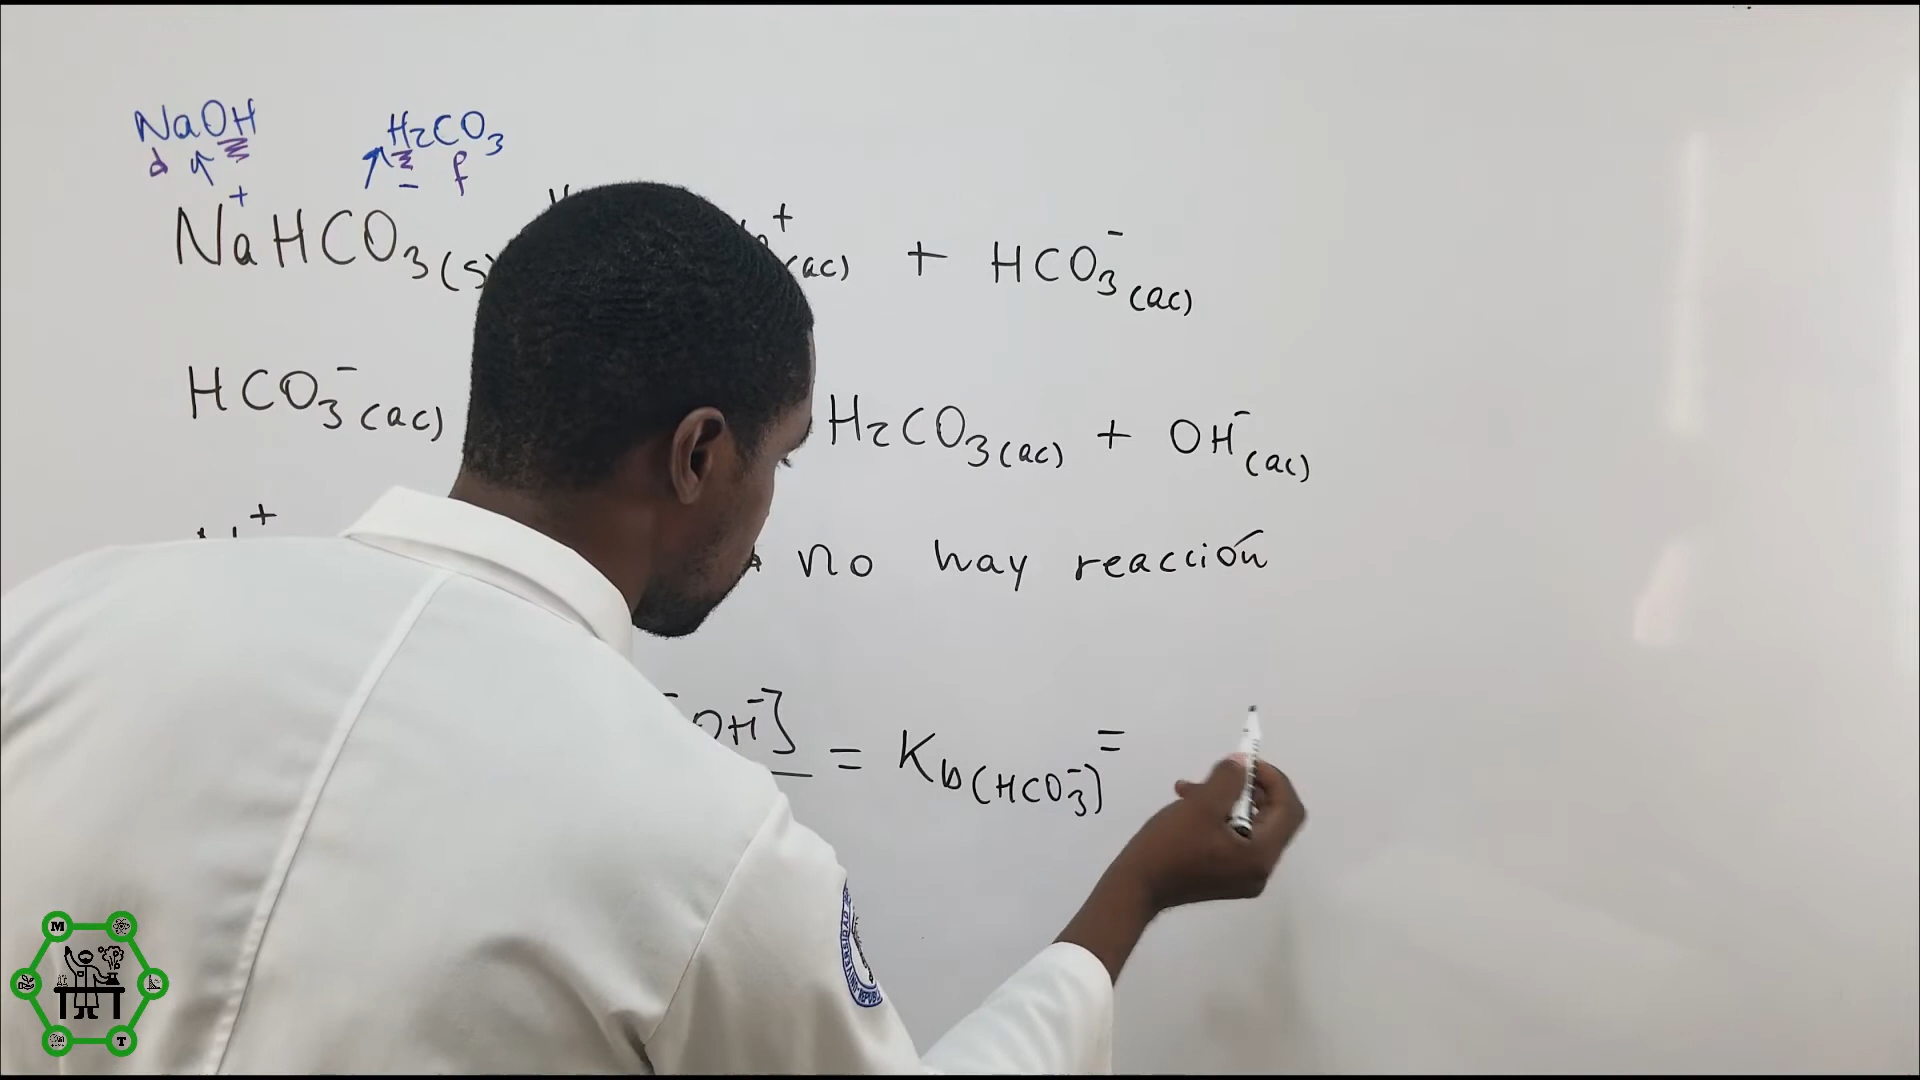 NaOH H₂CO₃
d f
+ −
NaHCO₃(s) ⁺(ac) + HCO₃⁻(ac)
HCO₃⁻(ac) H₂CO₃(ac) + OH⁻(ac)
+ no hay reacción
OH⁻] = Kb(HCO₃⁻) =
M
T